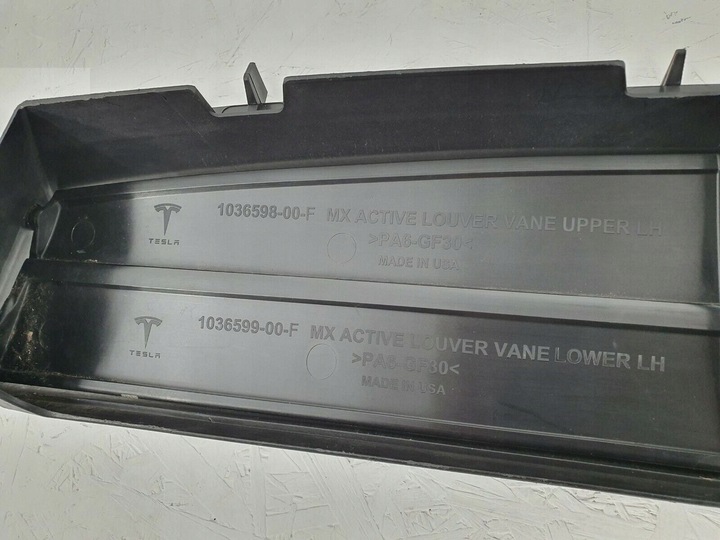 1036598-00-F MX ACTIVE LOUVER VANE UPPER LH
>PA6-GF30<
TESLA
MADE IN USA
1036599-00-F MX ACTIVE LOUVER VANE LOWER LH
>PA6-GF30<
TESLA
MADE IN USA